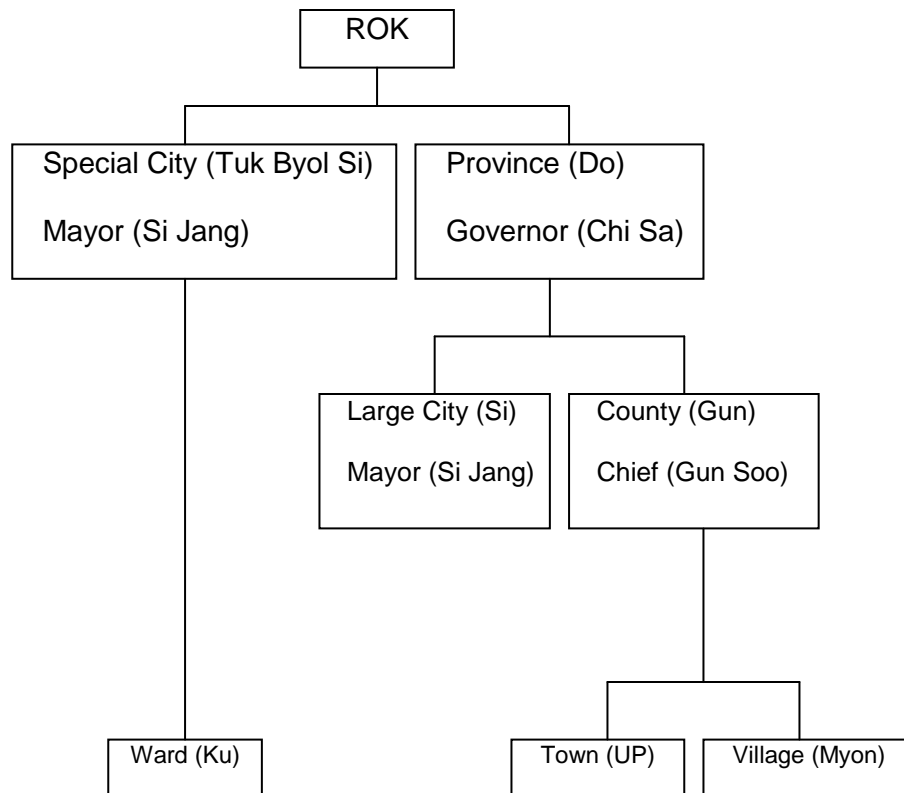 ROK
Special City (Tuk Byol Si)
Mayor (Si Jang)
Province (Do)
Governor (Chi Sa)
Large City (Si)
Mayor (Si Jang)
County (Gun)
Chief (Gun Soo)
Ward (Ku)
Town (UP)
Village (Myon)